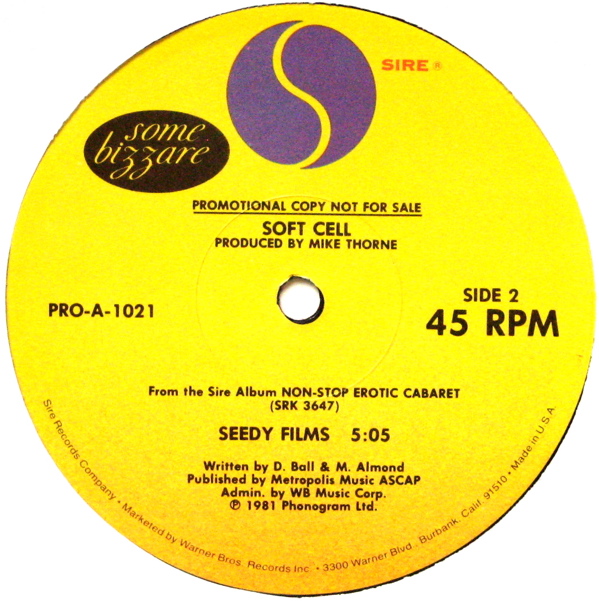 SIRE ®
some
bizzare
PROMOTIONAL COPY NOT FOR SALE
SOFT CELL
PRODUCED BY MIKE THORNE
PRO-A-1021
SIDE 2
45 RPM
From the Sire Album NON-STOP EROTIC CABARET
(SRK 3647)
SEEDY FILMS 5:05
Written by D. Ball & M. Almond
Published by Metropolis Music ASCAP
Admin. by WB Music Corp.
℗ 1981 Phonogram Ltd.
Sire Records Company • Marketed by Warner Bros. Records Inc. • 3300 Warner Blvd. Burbank, Calif. 91510 • Made in U.S.A.